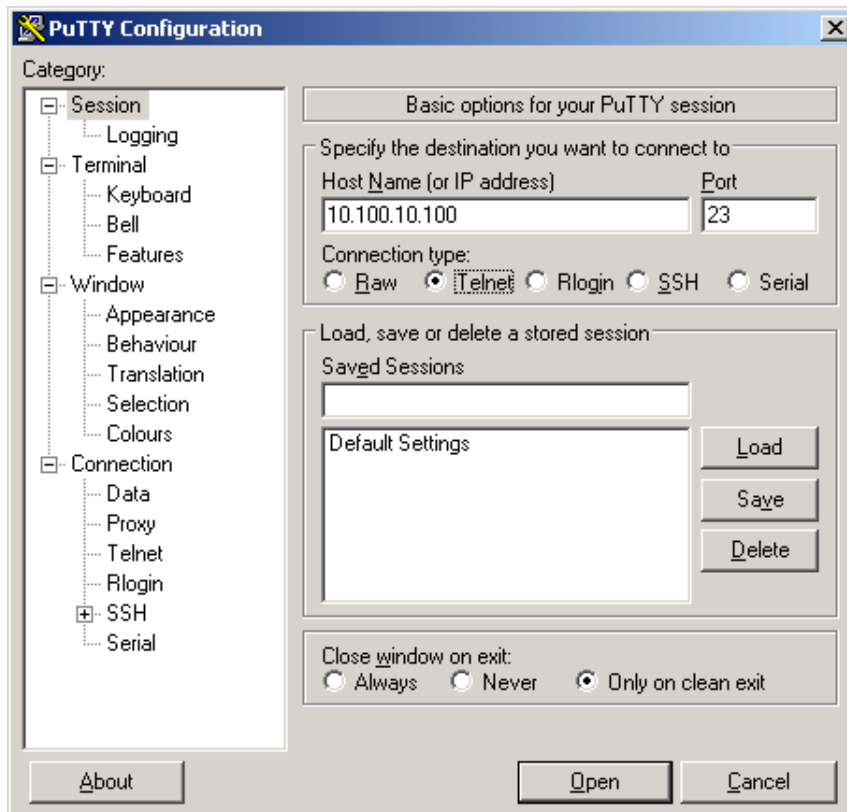 PuTTY Configuration
Category:
Session
Logging
Terminal
Keyboard
Bell
Features
Window
Appearance
Behaviour
Translation
Selection
Colours
Connection
Data
Proxy
Telnet
Rlogin
SSH
Serial
Basic options for your PuTTY session
Specify the destination you want to connect to
Host Name (or IP address) Port
10.100.10.100 23
Connection type:
Raw Telnet Rlogin SSH Serial
Load, save or delete a stored session
Saved Sessions
Default Settings
Load
Save
Delete
Close window on exit:
Always Never Only on clean exit
About Open Cancel